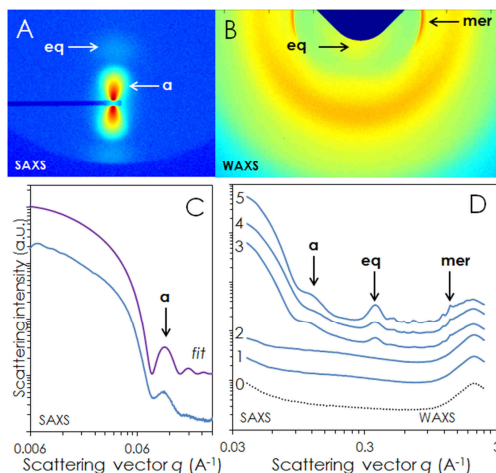 A
eq
a
SAXS
B
eq
mer
WAXS
C
a
fit
SAXS
Scattering intensity (a.u.)
0.006
0.06
Scattering vector q (A⁻¹)
D
5
4
3
2
1
0
a
eq
mer
SAXS
WAXS
0.03
0.3
3
Scattering vector q (A⁻¹)